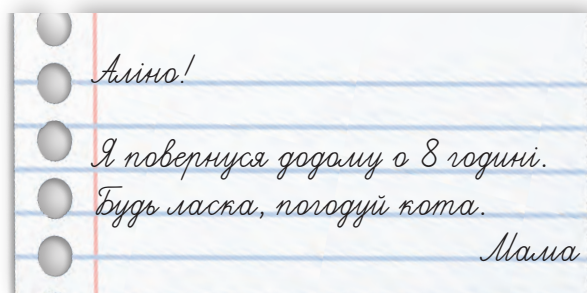 Аліно!
Я повернуся додому о 8 годині.
Будь ласка, погодуй кота.
Мама